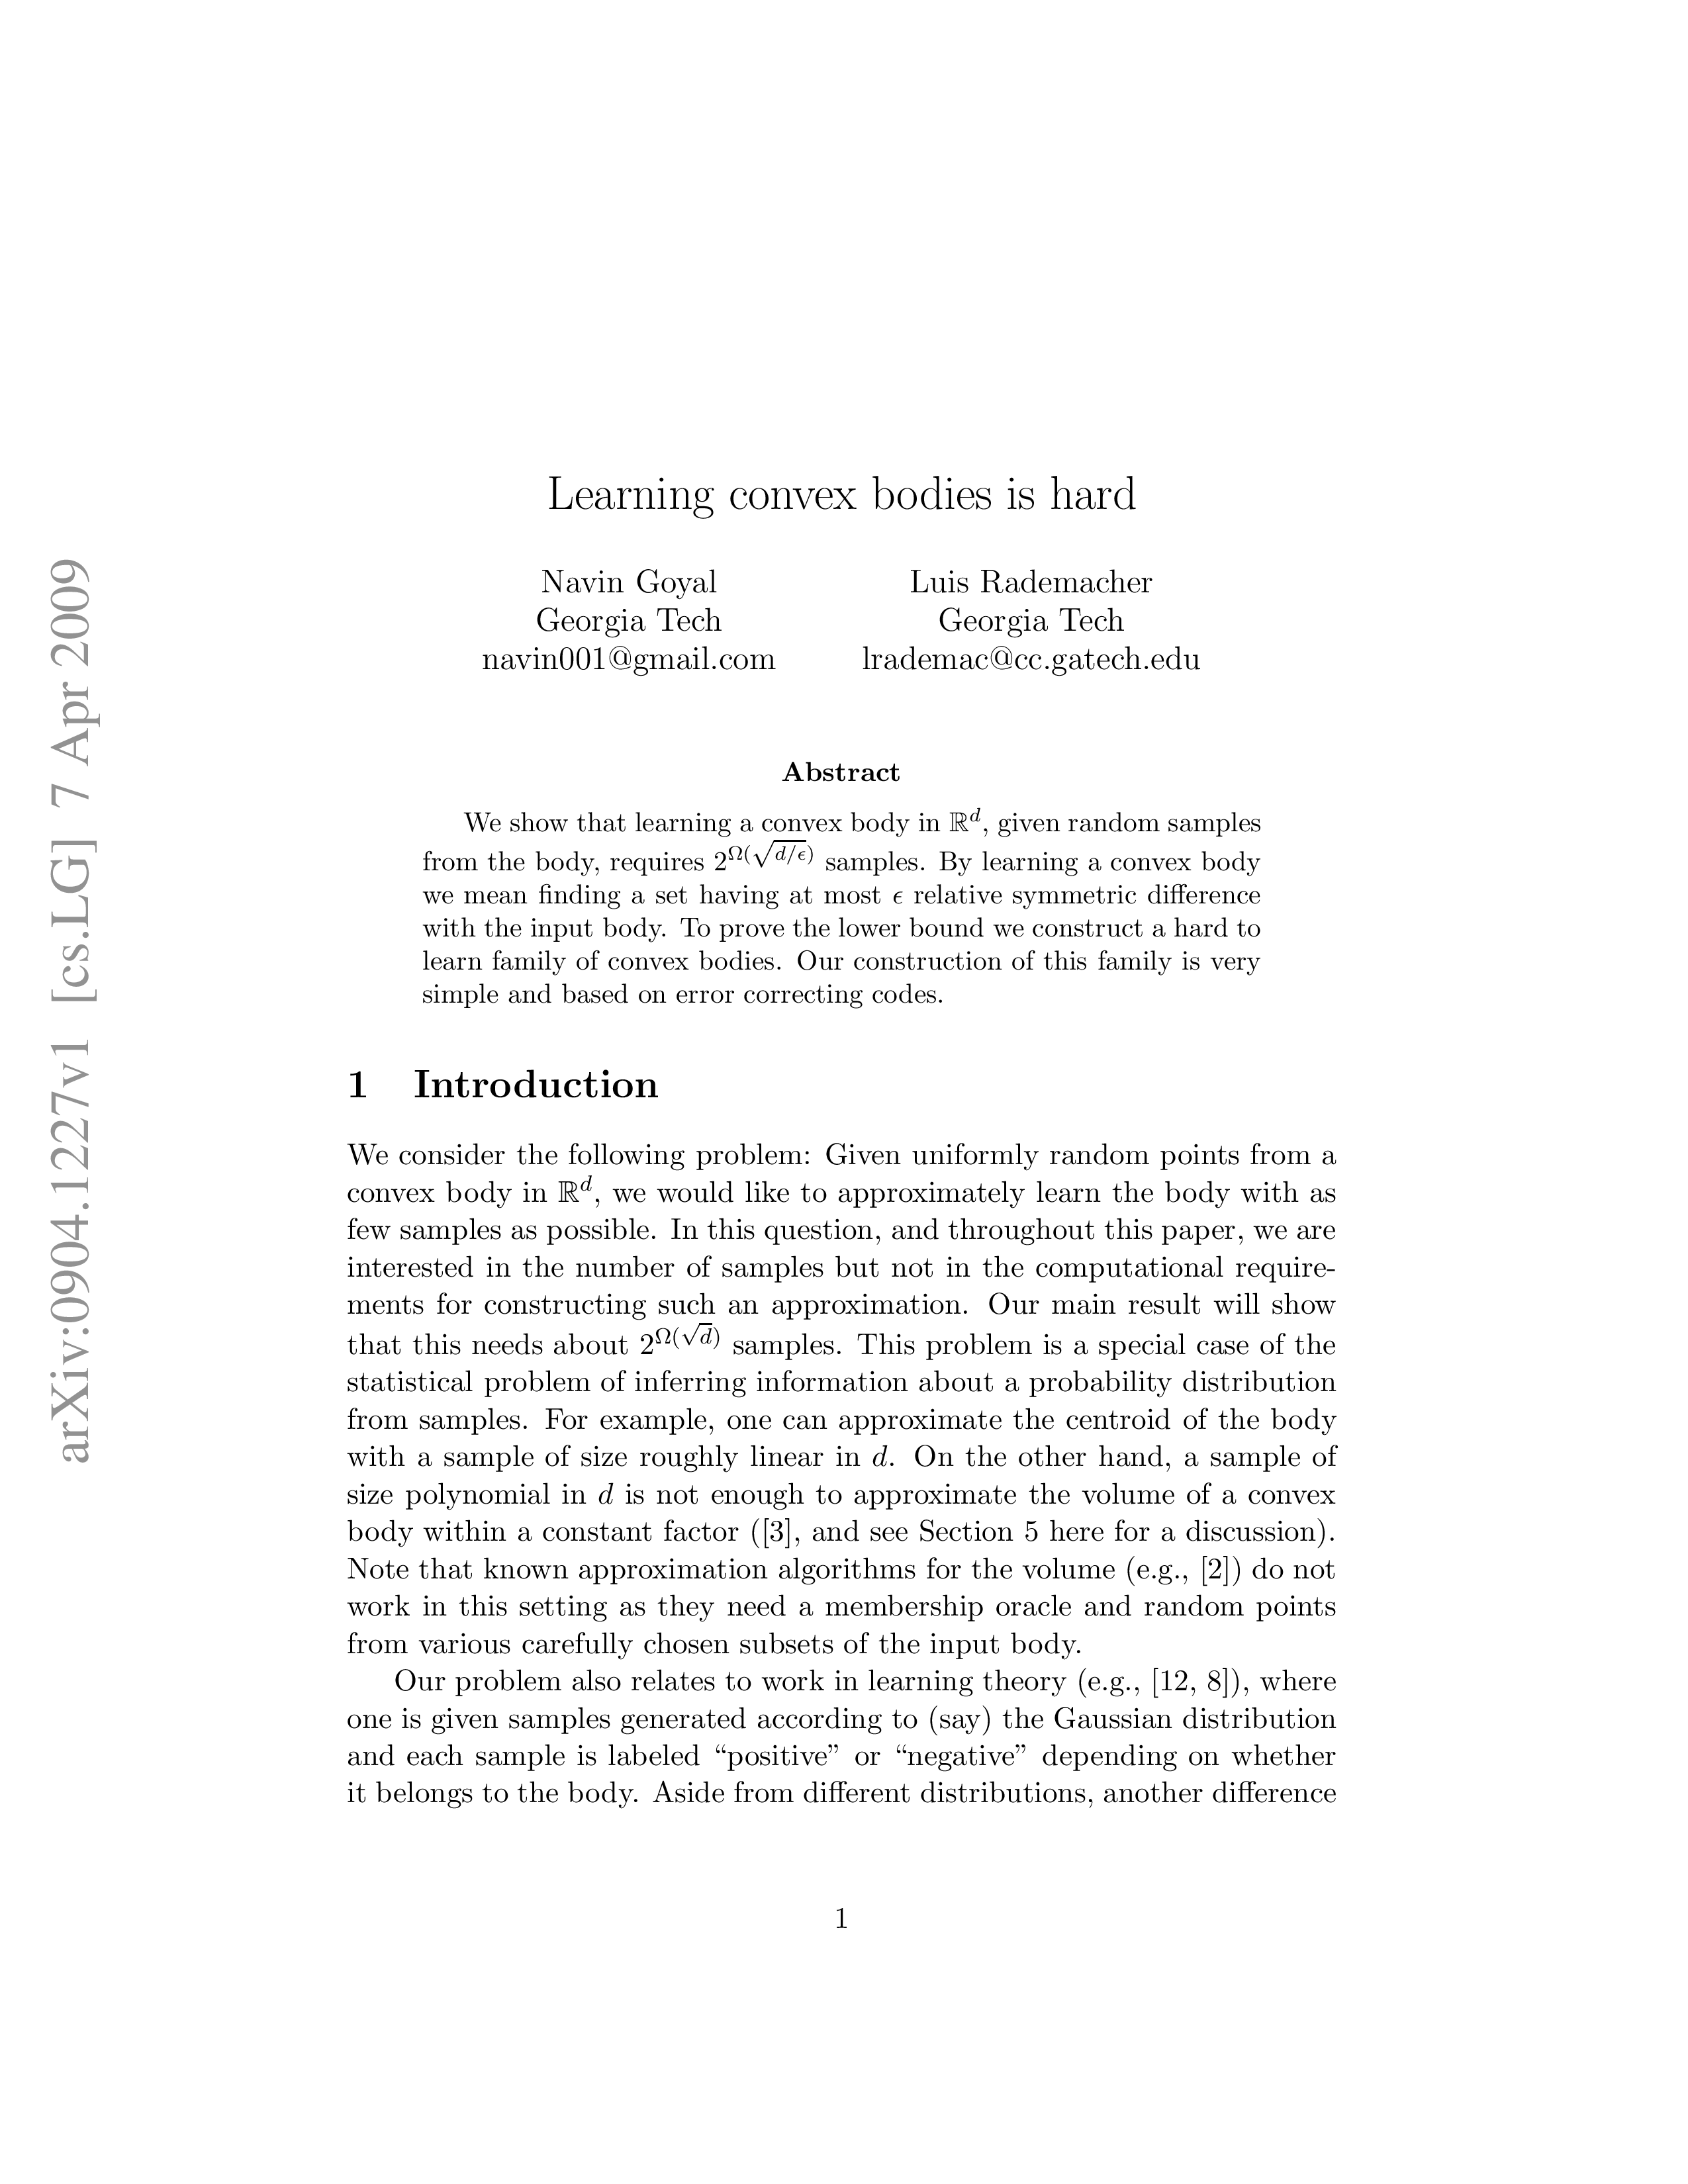 arXiv:0904.1227v1 [cs.LG] 7 Apr 2009
Learning convex bodies is hard
Navin Goyal
Georgia Tech
navin001@gmail.com
Luis Rademacher
Georgia Tech
lrademac@cc.gatech.edu
Abstract
We show that learning a convex body in ℝ^d, given random samples
from the body, requires 2^{Ω(√(d/ϵ))} samples. By learning a convex body
we mean finding a set having at most ϵ relative symmetric difference
with the input body. To prove the lower bound we construct a hard to
learn family of convex bodies. Our construction of this family is very
simple and based on error correcting codes.
1 Introduction
We consider the following problem: Given uniformly random points from a
convex body in ℝ^d, we would like to approximately learn the body with as
few samples as possible. In this question, and throughout this paper, we are
interested in the number of samples but not in the computational require-
ments for constructing such an approximation. Our main result will show
that this needs about 2^{Ω(√d)} samples. This problem is a special case of the
statistical problem of inferring information about a probability distribution
from samples. For example, one can approximate the centroid of the body
with a sample of size roughly linear in d. On the other hand, a sample of
size polynomial in d is not enough to approximate the volume of a convex
body within a constant factor ([3], and see Section 5 here for a discussion).
Note that known approximation algorithms for the volume (e.g., [2]) do not
work in this setting as they need a membership oracle and random points
from various carefully chosen subsets of the input body.
Our problem also relates to work in learning theory (e.g., [12, 8]), where
one is given samples generated according to (say) the Gaussian distribution
and each sample is labeled “positive” or “negative” depending on whether
it belongs to the body. Aside from different distributions, another difference
1